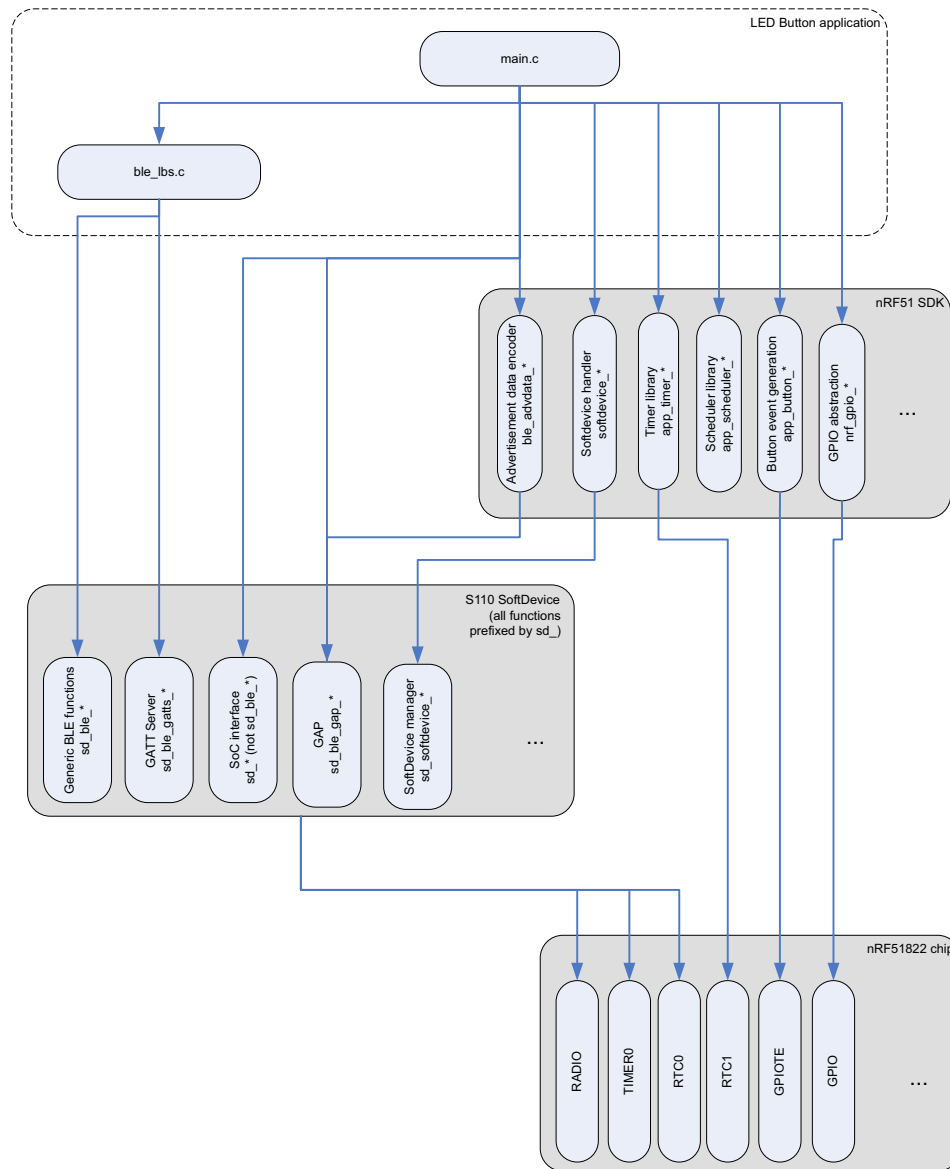 LED Button application
main.c
ble_lbs.c
nRF51 SDK
Advertisement data encoder
ble_advdata_*
Softdevice handler
softdevice_*
Timer library
app_timer_*
Scheduler library
app_scheduler_*
Button event generation
app_button_*
GPIO abstraction
nrf_gpio_*
...
S110 SoftDevice
(all functions
prefixed by sd_)
Generic BLE functions
sd_ble_*
GATT Server
sd_ble_gatts_*
SoC interface
sd_* (not sd_ble_*)
GAP
sd_ble_gap_*
SoftDevice manager
sd_softdevice_*
...
nRF51822 chip
RADIO
TIMER0
RTC0
RTC1
GPIOTE
GPIO
...